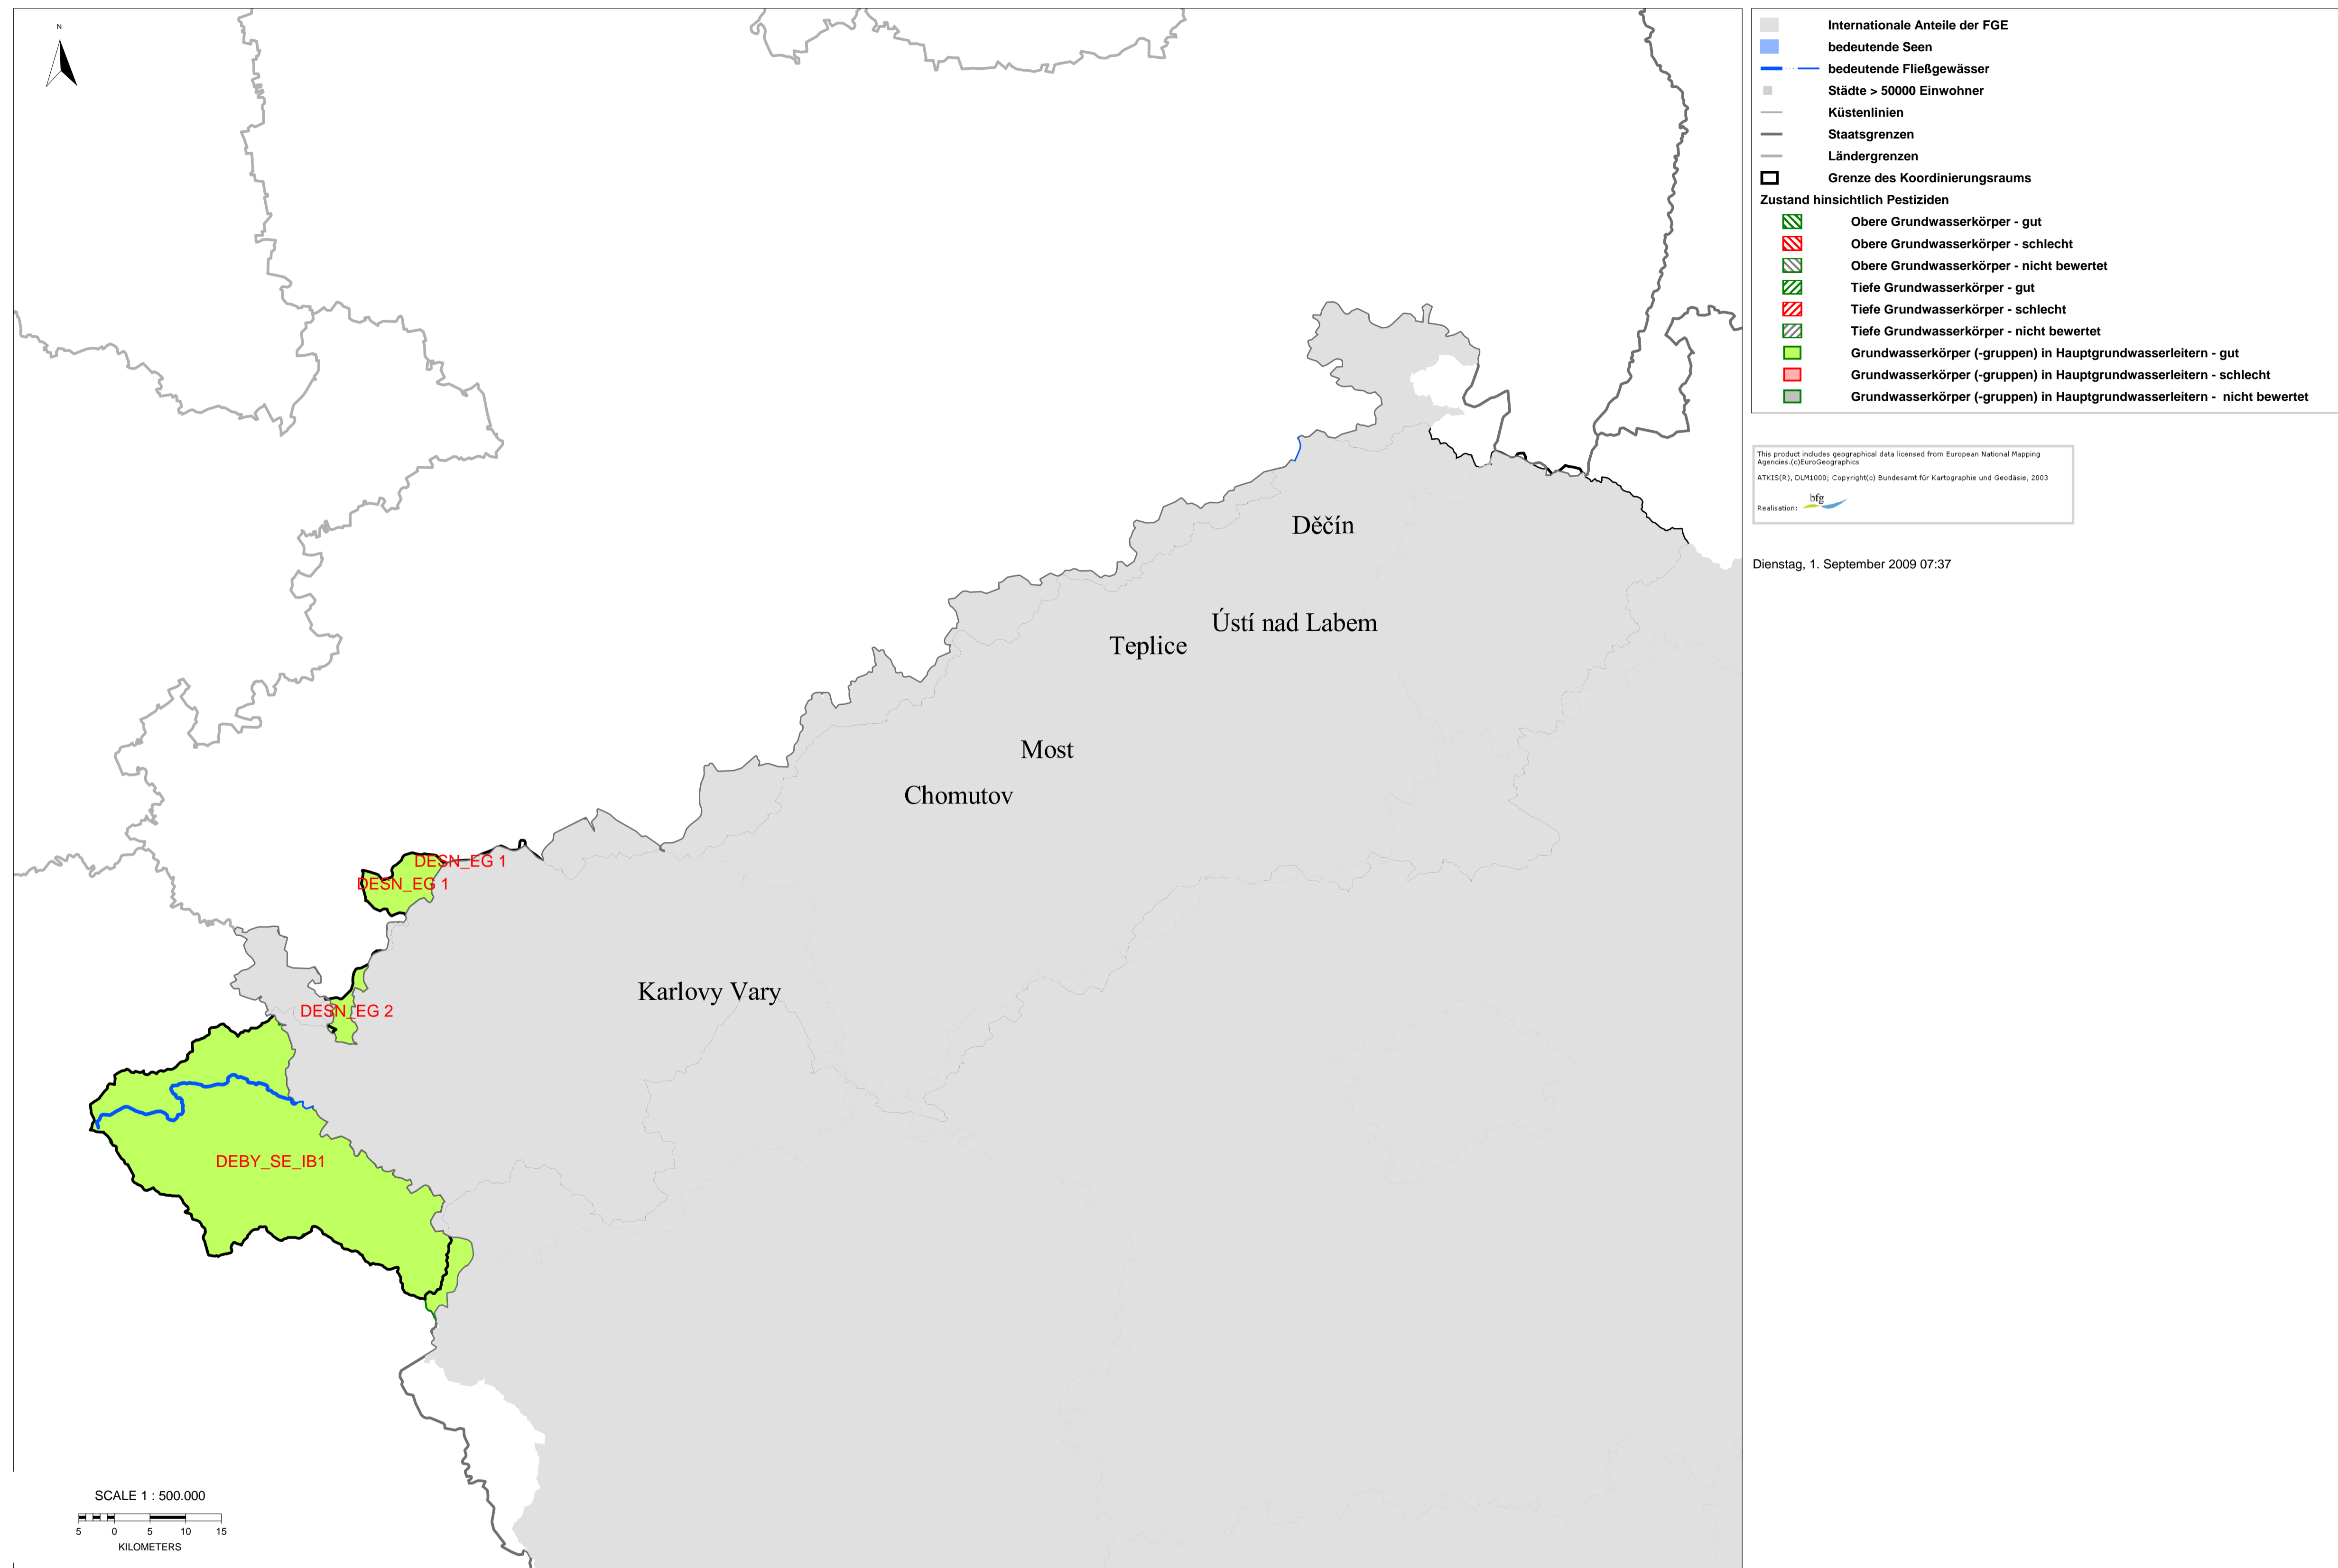 N
Děčín
Ústí nad Labem
Teplice
Most
Chomutov
DESN_EG 1
DESN_EG 1
Karlovy Vary
DESN_EG 2
DEBY_SE_IB1
SCALE 1 : 500.000
5 0 5 10 15
KILOMETERS
Internationale Anteile der FGE
bedeutende Seen
bedeutende Fließgewässer
Städte > 50000 Einwohner
Küstenlinien
Staatsgrenzen
Ländergrenzen
Grenze des Koordinierungsraums
Zustand hinsichtlich Pestiziden
Obere Grundwasserkörper - gut
Obere Grundwasserkörper - schlecht
Obere Grundwasserkörper - nicht bewertet
Tiefe Grundwasserkörper - gut
Tiefe Grundwasserkörper - schlecht
Tiefe Grundwasserkörper - nicht bewertet
Grundwasserkörper (-gruppen) in Hauptgrundwasserleitern - gut
Grundwasserkörper (-gruppen) in Hauptgrundwasserleitern - schlecht
Grundwasserkörper (-gruppen) in Hauptgrundwasserleitern - nicht bewertet
This product includes geographical data licensed from European National Mapping
Agencies.(c)EuroGeographics
ATKIS(R), DLM1000; Copyright(c) Bundesamt für Kartographie und Geodäsie, 2003
bfg
Realisation:
Dienstag, 1. September 2009 07:37